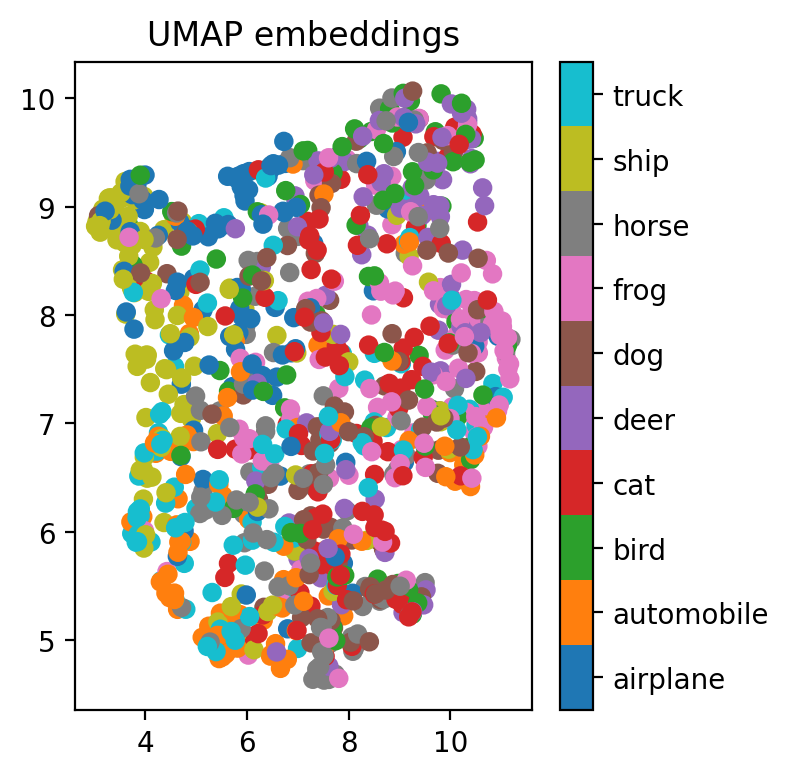 UMAP embeddings
10
9
8
7
6
5
4 6 8 10
truck
ship
horse
frog
dog
deer
cat
bird
automobile
airplane